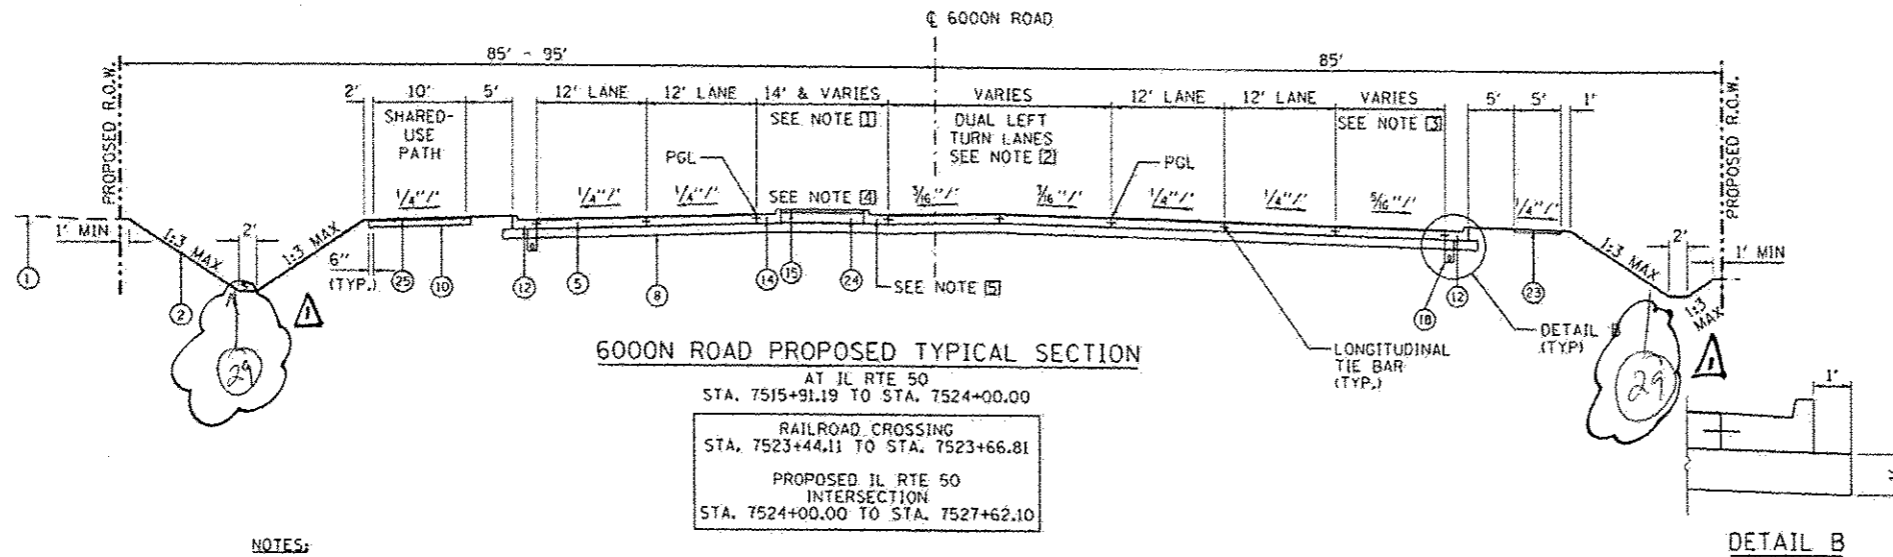 ℄ 6000N ROAD
85' - 95'
85'
PROPOSED R.O.W.
PROPOSED R.O.W.
2' 10' 5' 12' LANE 12' LANE 14' & VARIES VARIES 12' LANE 12' LANE VARIES 5' 5' 1'
SHARED-
USE
PATH
SEE NOTE [1]
DUAL LEFT
TURN LANES
SEE NOTE [2]
SEE NOTE [3]
PGL
PGL
1/4"/' 1/4"/' 1/4"/' SEE NOTE [4] 3/16"/' 3/16"/' 1/4"/' 1/4"/' 5/16"/' 1/4"/'
1' MIN
1:3 MAX
2'
1:3 MAX
6"
(TYP.)
1:3 MAX
2'
1' MIN
1:3
MAX
1 2 25 10 12 5 8 14 15 24 SEE NOTE [5] 18 12 23
29
1
LONGITUDINAL
TIE BAR
(TYP.)
DETAIL B
(TYP)
29
1
6000N ROAD PROPOSED TYPICAL SECTION
AT IL RTE 50
STA. 7515+91.19 TO STA. 7524+00.00
RAILROAD CROSSING
STA. 7523+44.11 TO STA. 7523+66.81
PROPOSED IL RTE 50
INTERSECTION
STA. 7524+00.00 TO STA. 7527+62.10
1'
NOTES:
DETAIL B